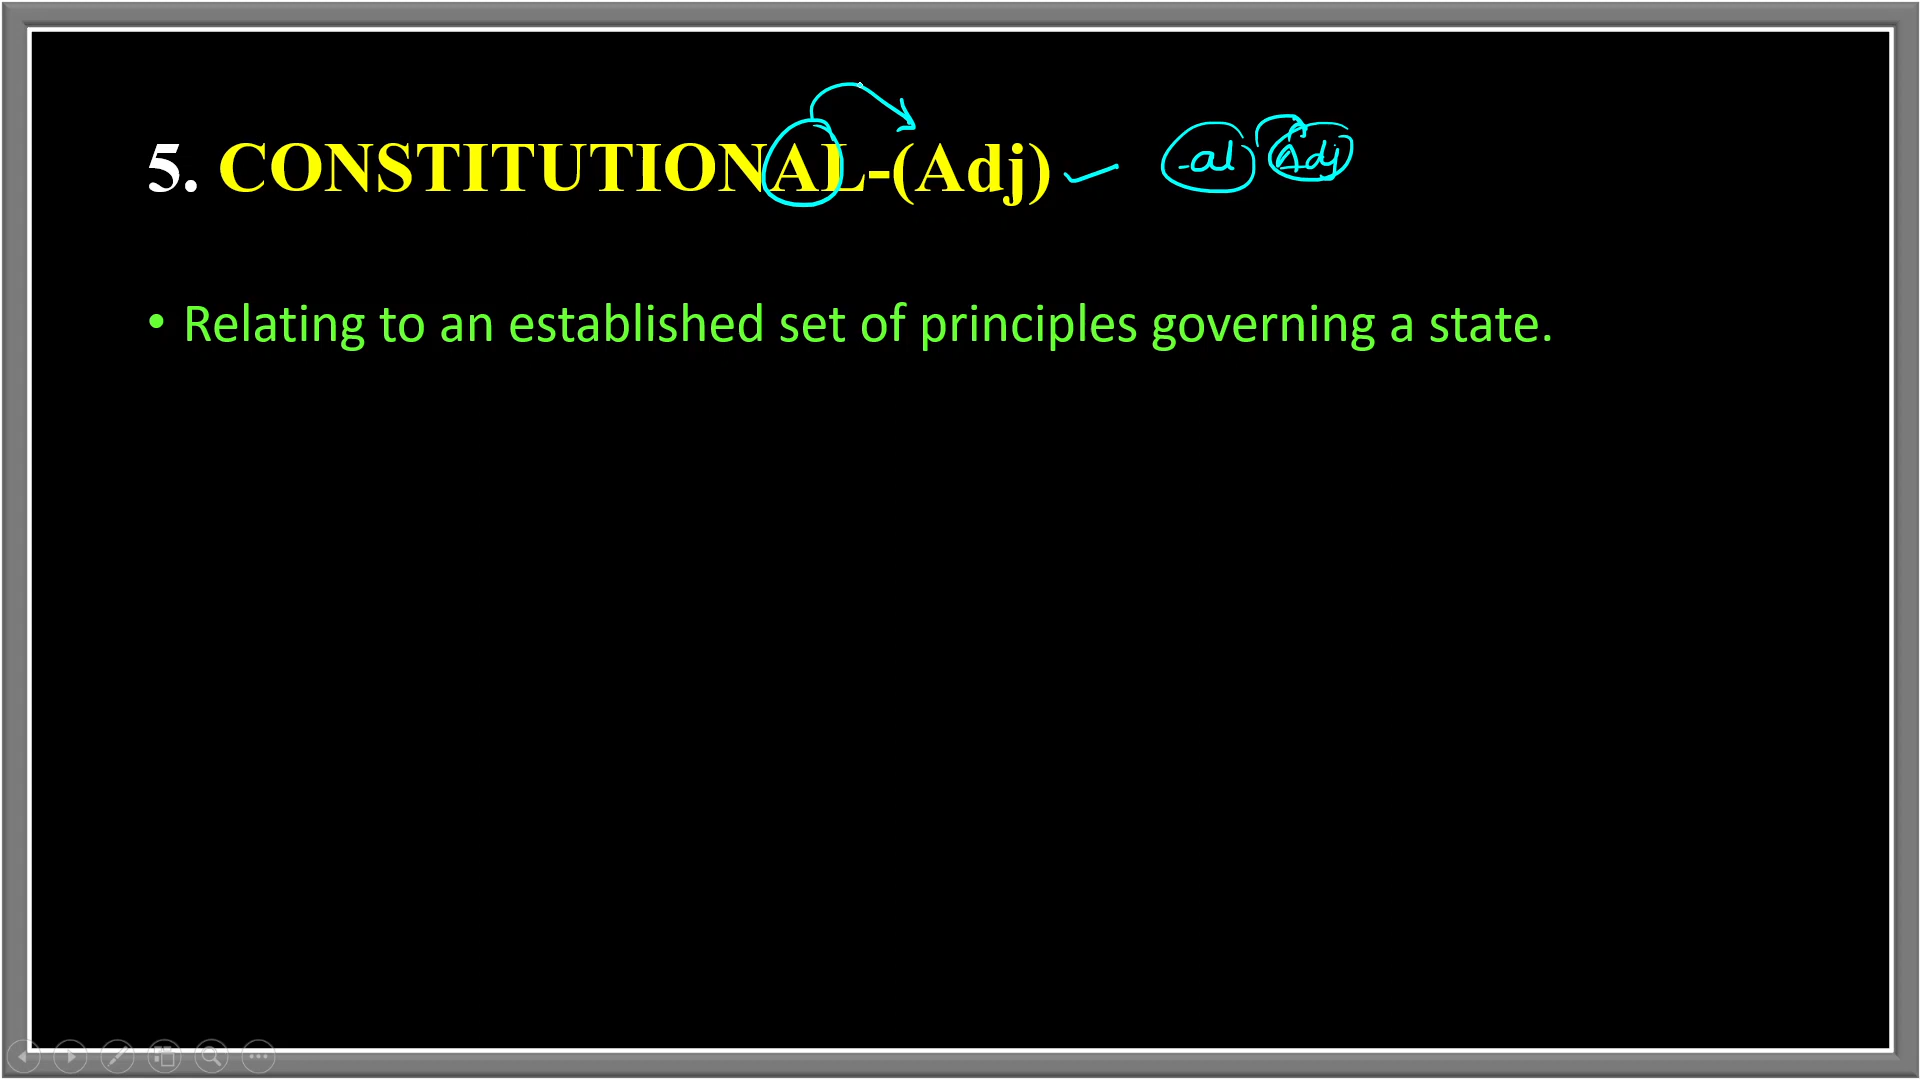 5. CONSTITUTIONAL-(Adj) -al Adj
• Relating to an established set of principles governing a state.